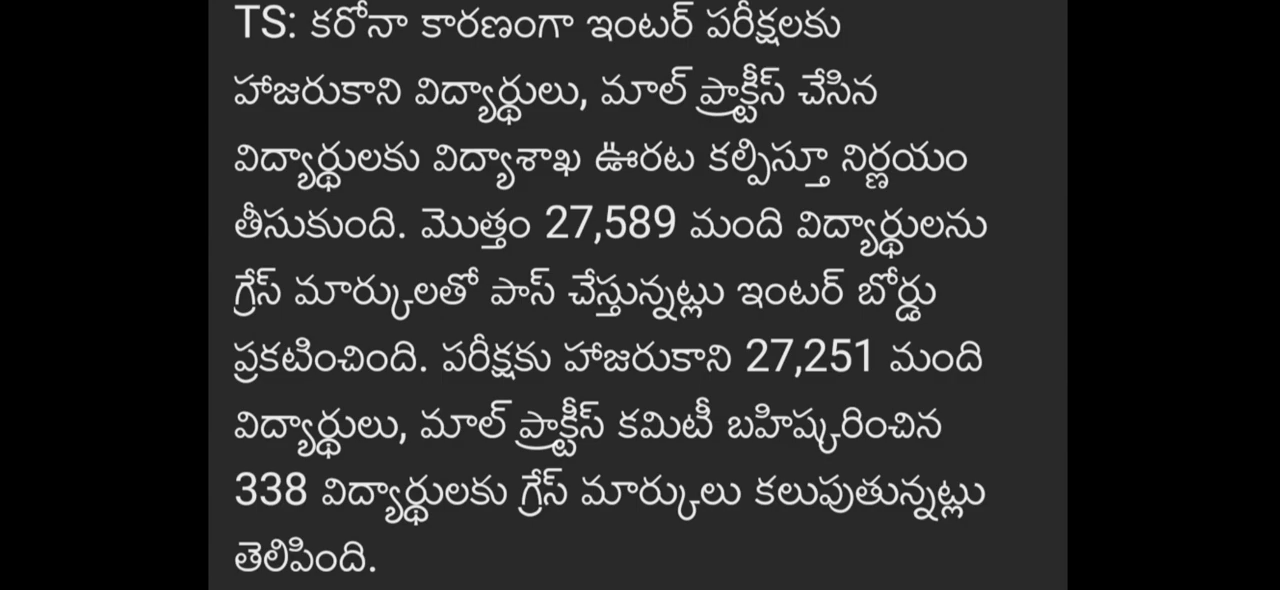 TS: కరోనా కారణంగా ఇంటర్ పరీక్షలకు
హాజరుకాని విద్యార్థులు, మాల్ ప్రాక్టీస్ చేసిన
విద్యార్థులకు విద్యాశాఖ ఊరట కల్పిస్తూ నిర్ణయం
తీసుకుంది. మొత్తం 27,589 మంది విద్యార్థులను
గ్రేస్ మార్కులతో పాస్ చేస్తున్నట్లు ఇంటర్ బోర్డు
ప్రకటించింది. పరీక్షకు హాజరుకాని 27,251 మంది
విద్యార్థులు, మాల్ ప్రాక్టీస్ కమిటీ బహిష్కరించిన
338 విద్యార్థులకు గ్రేస్ మార్కులు కలుపుతున్నట్లు
తెలిపింది.